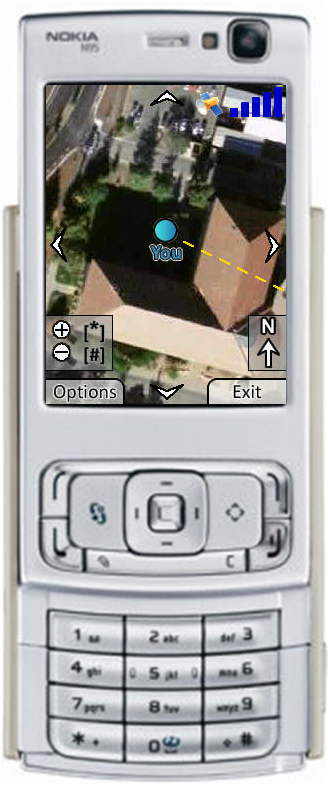 NOKIA
N95
You
[*]
[#]
N
Options
Exit
1
2 abc
def 3
4 ghi
5 jkl
mno 6
7 pqrs
8 tuv
wxyz 9
* +
0
#
C